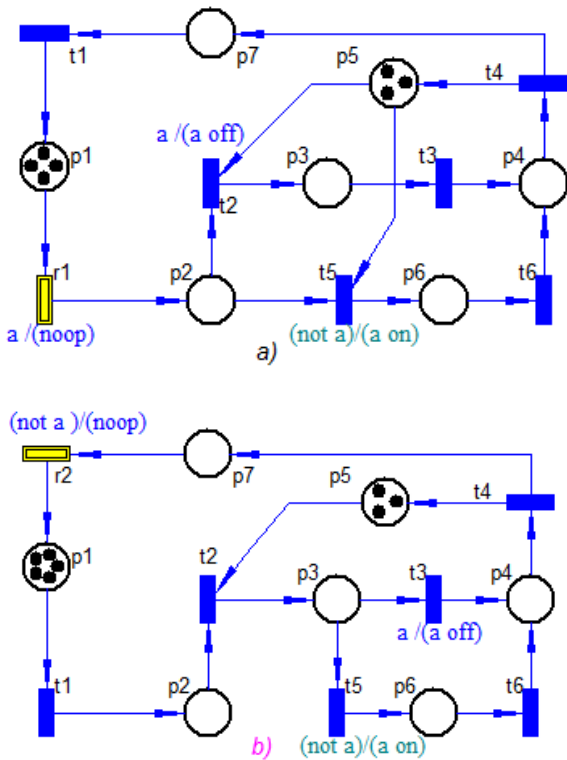 t1
p7
p5
t4
p1
a /(a off)
p3
t3
p4
t2
r1
p2
t5
p6
t6
a /(noop)
a)
(not a)/(a on)
(not a )/(noop)
r2
p7
p5
t4
p1
t2
p3
t3
p4
a /(a off)
t1
p2
t5
p6
t6
b)
(not a)/(a on)